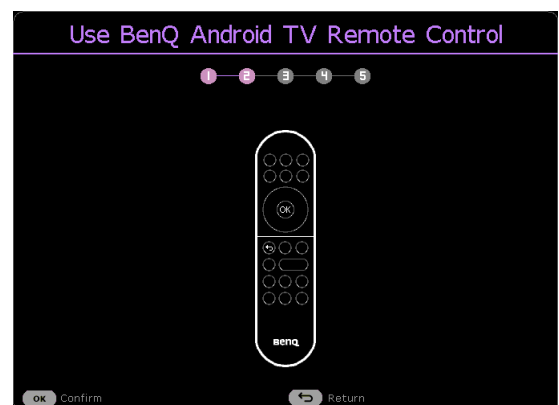 Use BenQ Android TV Remote Control
1 2 3 4 5
OK
BenQ
OK Confirm
Return